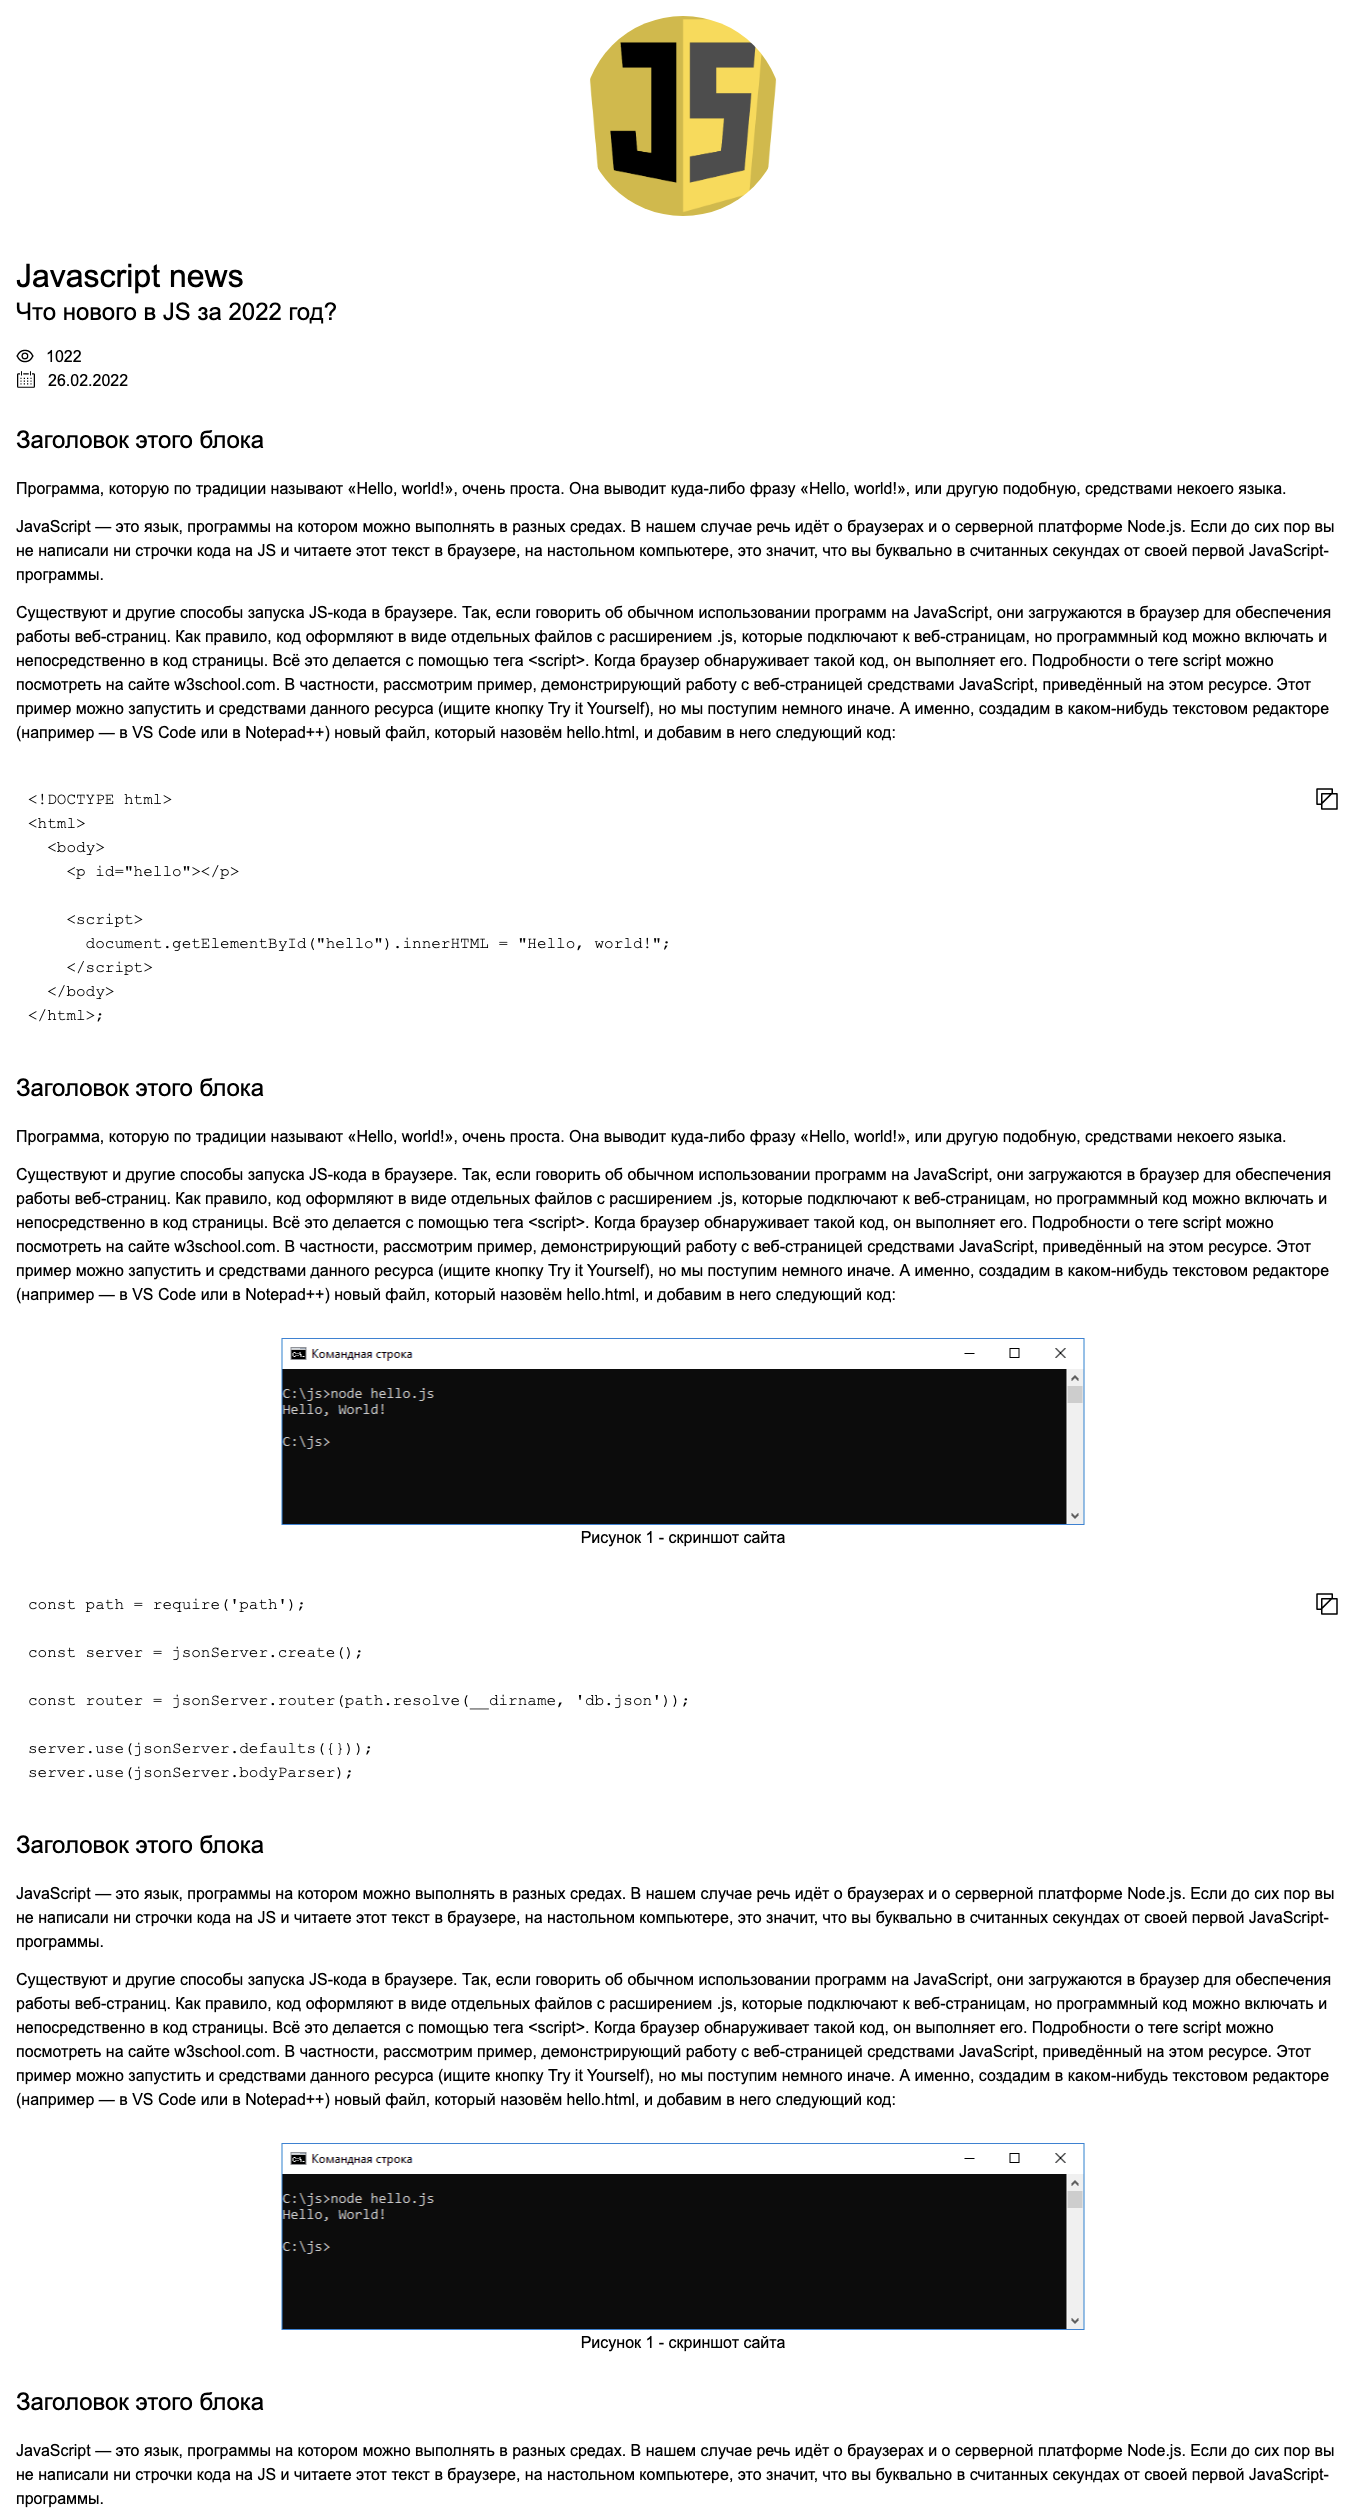 JS
Javascript news
Что нового в JS за 2022 год?
1022
26.02.2022
Заголовок этого блока
Программа, которую по традиции называют «Hello, world!», очень проста. Она выводит куда-либо фразу «Hello, world!», или другую подобную, средствами некоего языка.
JavaScript — это язык, программы на котором можно выполнять в разных средах. В нашем случае речь идёт о браузерах и о серверной платформе Node.js. Если до сих пор вы
не написали ни строчки кода на JS и читаете этот текст в браузере, на настольном компьютере, это значит, что вы буквально в считанных секундах от своей первой JavaScript-
программы.
Существуют и другие способы запуска JS-кода в браузере. Так, если говорить об обычном использовании программ на JavaScript, они загружаются в браузер для обеспечения
работы веб-страниц. Как правило, код оформляют в виде отдельных файлов с расширением .js, которые подключают к веб-страницам, но программный код можно включать и
непосредственно в код страницы. Всё это делается с помощью тега <script>. Когда браузер обнаруживает такой код, он выполняет его. Подробности о теге script можно
посмотреть на сайте w3school.com. В частности, рассмотрим пример, демонстрирующий работу с веб-страницей средствами JavaScript, приведённый на этом ресурсе. Этот
пример можно запустить и средствами данного ресурса (ищите кнопку Try it Yourself), но мы поступим немного иначе. А именно, создадим в каком-нибудь текстовом редакторе
(например — в VS Code или в Notepad++) новый файл, который назовём hello.html, и добавим в него следующий код:
<!DOCTYPE html>
<html>
  <body>
    <p id="hello"></p>
    <script>
      document.getElementById("hello").innerHTML = "Hello, world!";
    </script>
  </body>
</html>;
Заголовок этого блока
Программа, которую по традиции называют «Hello, world!», очень проста. Она выводит куда-либо фразу «Hello, world!», или другую подобную, средствами некоего языка.
Существуют и другие способы запуска JS-кода в браузере. Так, если говорить об обычном использовании программ на JavaScript, они загружаются в браузер для обеспечения
работы веб-страниц. Как правило, код оформляют в виде отдельных файлов с расширением .js, которые подключают к веб-страницам, но программный код можно включать и
непосредственно в код страницы. Всё это делается с помощью тега <script>. Когда браузер обнаруживает такой код, он выполняет его. Подробности о теге script можно
посмотреть на сайте w3school.com. В частности, рассмотрим пример, демонстрирующий работу с веб-страницей средствами JavaScript, приведённый на этом ресурсе. Этот
пример можно запустить и средствами данного ресурса (ищите кнопку Try it Yourself), но мы поступим немного иначе. А именно, создадим в каком-нибудь текстовом редакторе
(например — в VS Code или в Notepad++) новый файл, который назовём hello.html, и добавим в него следующий код:
Командная строка
C:\js>node hello.js
Hello, World!
C:\js>
Рисунок 1 - скриншот сайта
const path = require('path');
const server = jsonServer.create();
const router = jsonServer.router(path.resolve(__dirname, 'db.json'));
server.use(jsonServer.defaults({}));
server.use(jsonServer.bodyParser);
Заголовок этого блока
JavaScript — это язык, программы на котором можно выполнять в разных средах. В нашем случае речь идёт о браузерах и о серверной платформе Node.js. Если до сих пор вы
не написали ни строчки кода на JS и читаете этот текст в браузере, на настольном компьютере, это значит, что вы буквально в считанных секундах от своей первой JavaScript-
программы.
Существуют и другие способы запуска JS-кода в браузере. Так, если говорить об обычном использовании программ на JavaScript, они загружаются в браузер для обеспечения
работы веб-страниц. Как правило, код оформляют в виде отдельных файлов с расширением .js, которые подключают к веб-страницам, но программный код можно включать и
непосредственно в код страницы. Всё это делается с помощью тега <script>. Когда браузер обнаруживает такой код, он выполняет его. Подробности о теге script можно
посмотреть на сайте w3school.com. В частности, рассмотрим пример, демонстрирующий работу с веб-страницей средствами JavaScript, приведённый на этом ресурсе. Этот
пример можно запустить и средствами данного ресурса (ищите кнопку Try it Yourself), но мы поступим немного иначе. А именно, создадим в каком-нибудь текстовом редакторе
(например — в VS Code или в Notepad++) новый файл, который назовём hello.html, и добавим в него следующий код:
Командная строка
C:\js>node hello.js
Hello, World!
C:\js>
Рисунок 1 - скриншот сайта
Заголовок этого блока
JavaScript — это язык, программы на котором можно выполнять в разных средах. В нашем случае речь идёт о браузерах и о серверной платформе Node.js. Если до сих пор вы
не написали ни строчки кода на JS и читаете этот текст в браузере, на настольном компьютере, это значит, что вы буквально в считанных секундах от своей первой JavaScript-
программы.